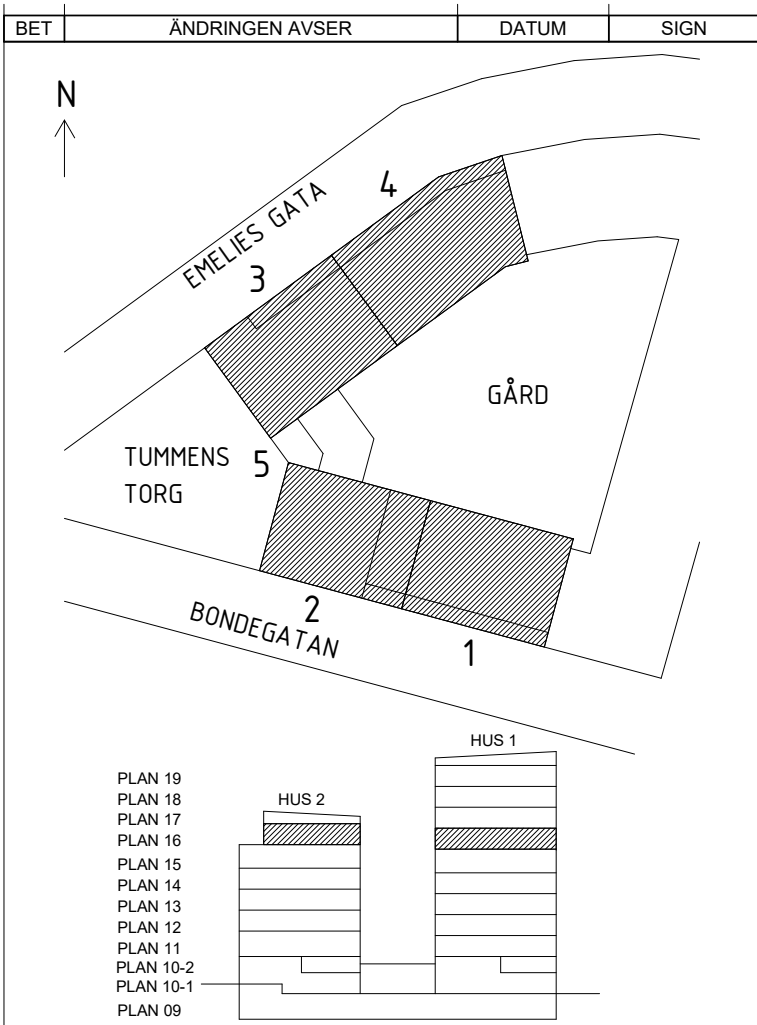 BET ÄNDRINGEN AVSER DATUM SIGN
N
4
EMELIES GATA
3
GÅRD
TUMMENS
TORG
5
2
BONDEGATAN
1
HUS 1
PLAN 19
PLAN 18
HUS 2
PLAN 17
PLAN 16
PLAN 15
PLAN 14
PLAN 13
PLAN 12
PLAN 11
PLAN 10-2
PLAN 10-1
PLAN 09